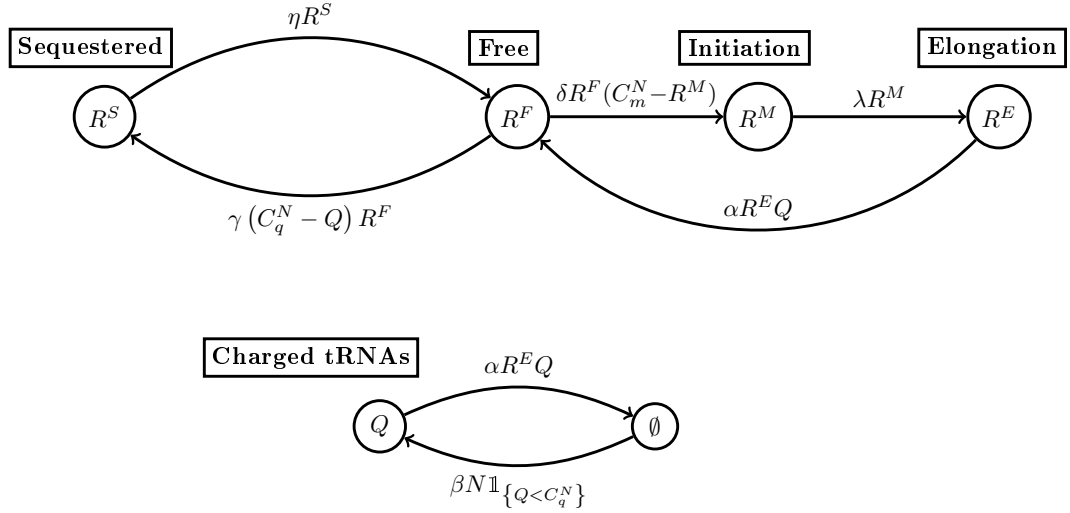 ηR^S
Sequestered Free Initiation Elongation
δR^F(C_m^N−R^M) λR^M
R^S R^F R^M R^E
γ (C_q^N − Q) R^F αR^E Q
Charged tRNAs
αR^E Q
Q ∅
βN𝟙_{Q<C_q^N}